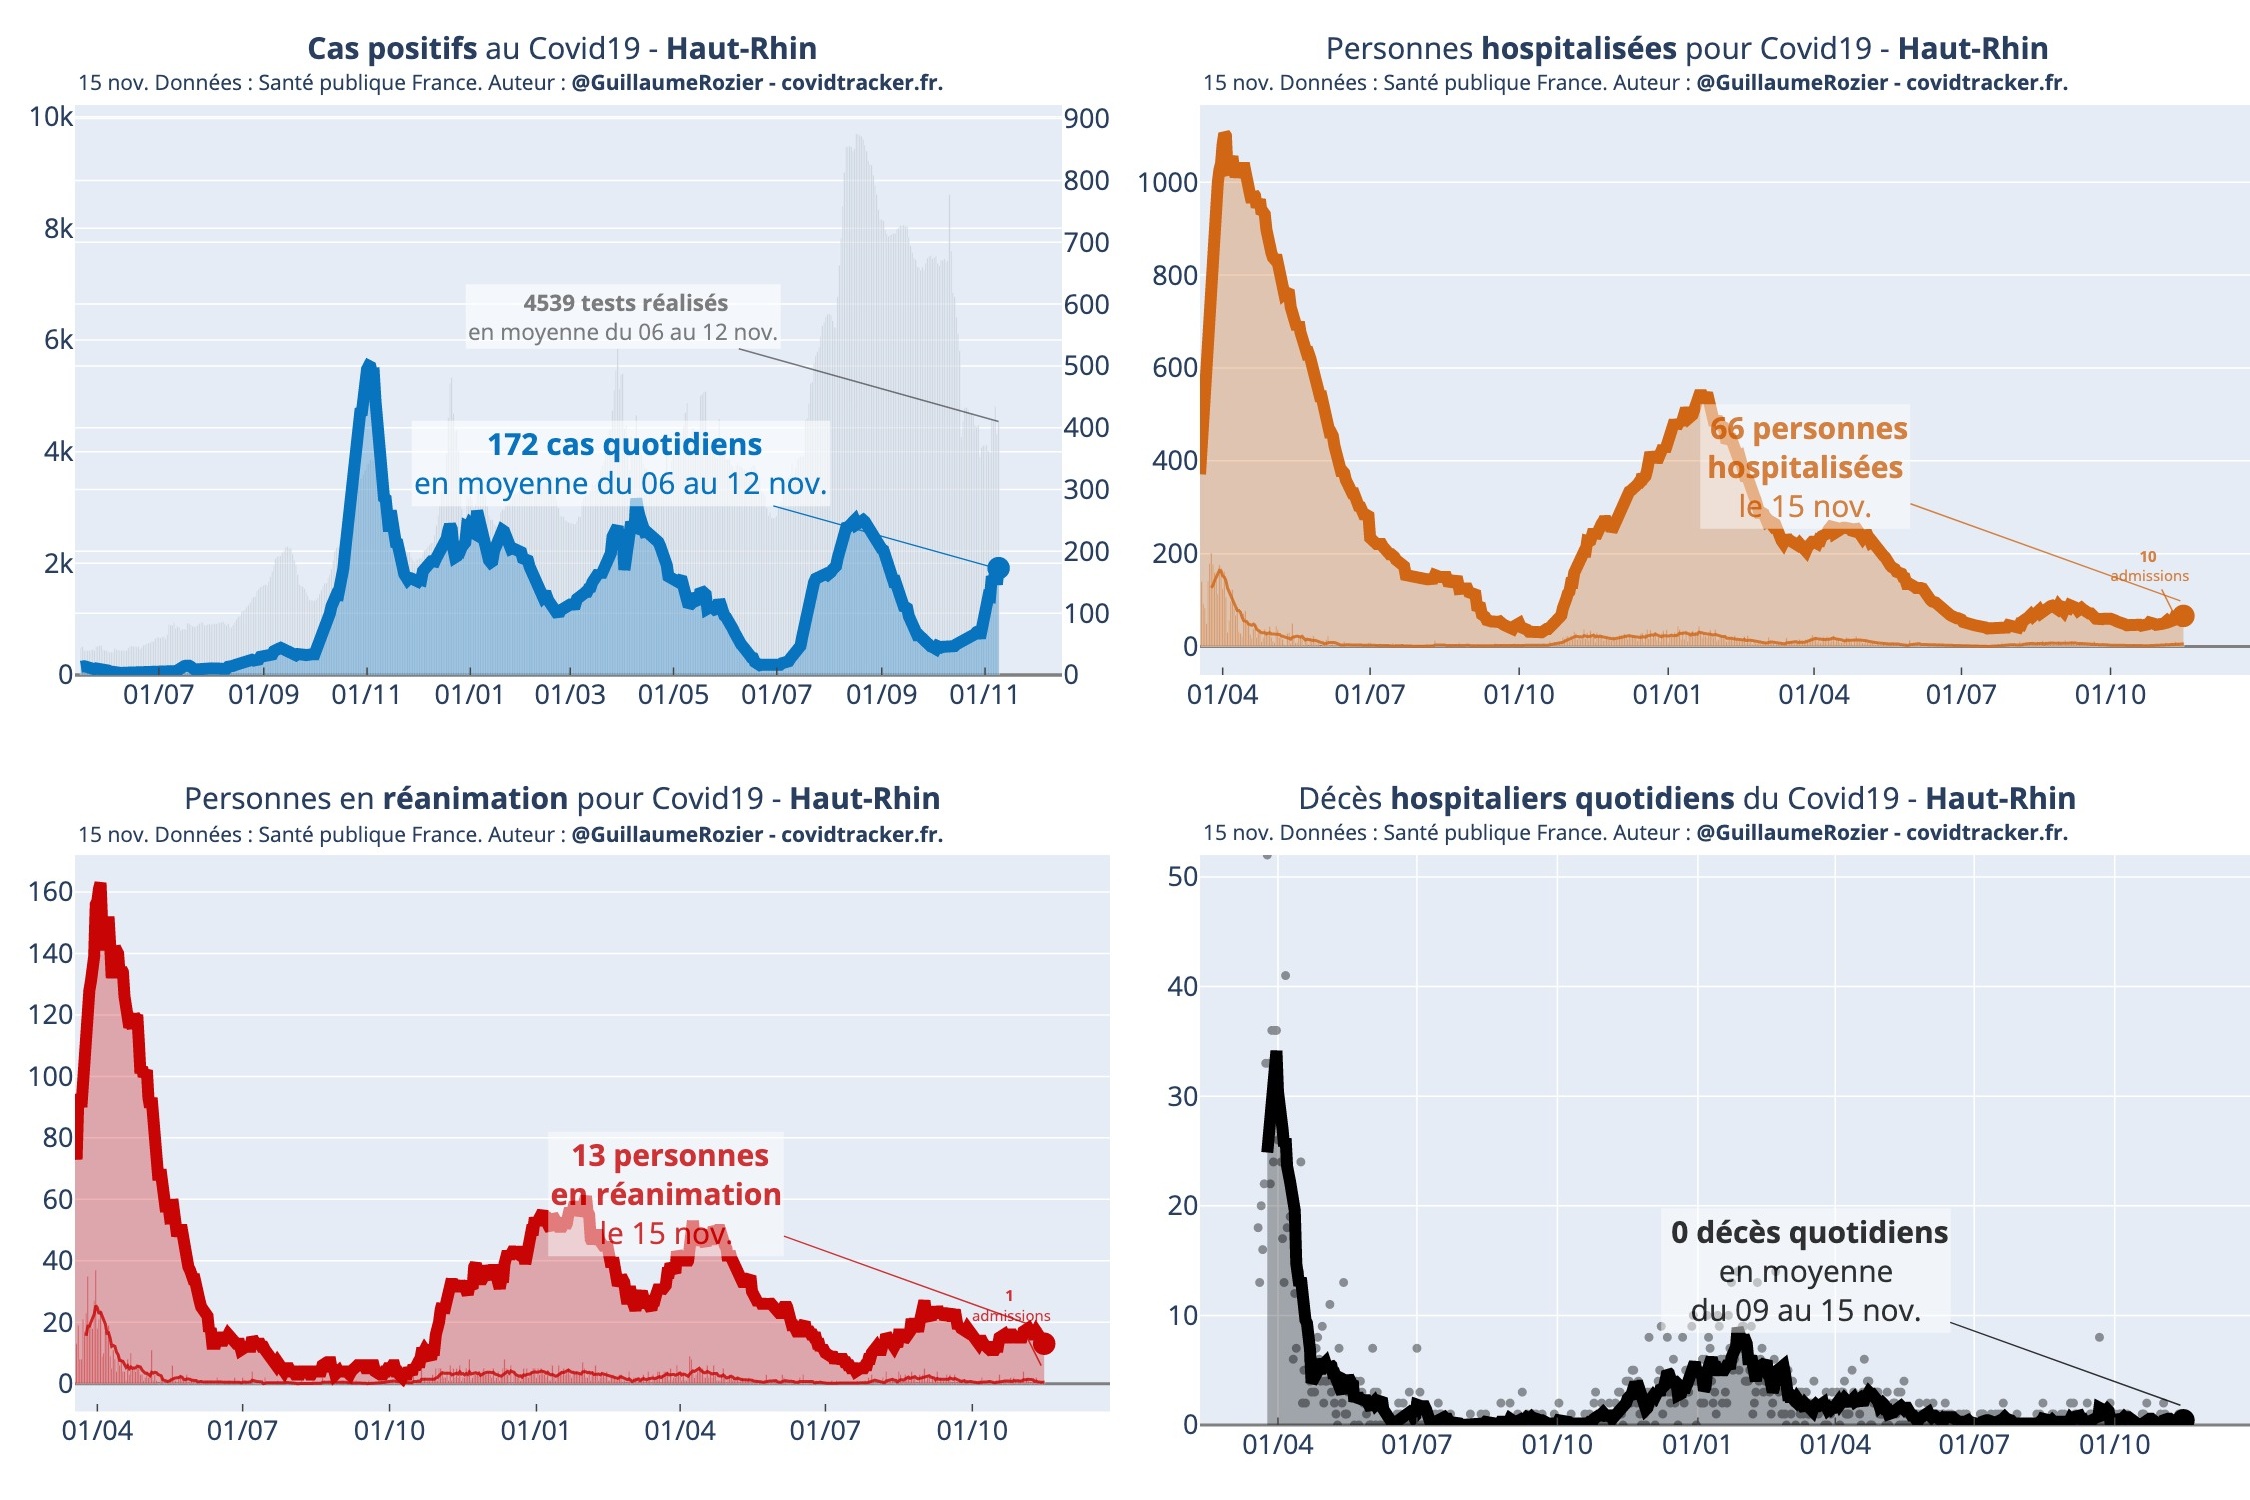 Cas positifs au Covid19 - Haut-Rhin
15 nov. Données : Santé publique France. Auteur : @GuillaumeRozier - covidtracker.fr.
10k
8k
6k
4k
2k
0
900
800
700
600
500
400
300
200
100
0
4539 tests réalisés
en moyenne du 06 au 12 nov.
172 cas quotidiens
en moyenne du 06 au 12 nov.
01/07 01/09 01/11 01/01 01/03 01/05 01/07 01/09 01/11
Personnes hospitalisées pour Covid19 - Haut-Rhin
15 nov. Données : Santé publique France. Auteur : @GuillaumeRozier - covidtracker.fr.
1000
800
600
400
200
0
66 personnes
hospitalisées
le 15 nov.
10
admissions
01/04 01/07 01/10 01/01 01/04 01/07 01/10
Personnes en réanimation pour Covid19 - Haut-Rhin
15 nov. Données : Santé publique France. Auteur : @GuillaumeRozier - covidtracker.fr.
160
140
120
100
80
60
40
20
0
13 personnes
en réanimation
le 15 nov.
1
admissions
01/04 01/07 01/10 01/01 01/04 01/07 01/10
Décès hospitaliers quotidiens du Covid19 - Haut-Rhin
15 nov. Données : Santé publique France. Auteur : @GuillaumeRozier - covidtracker.fr.
50
40
30
20
10
0
0 décès quotidiens
en moyenne
du 09 au 15 nov.
01/04 01/07 01/10 01/01 01/04 01/07 01/10